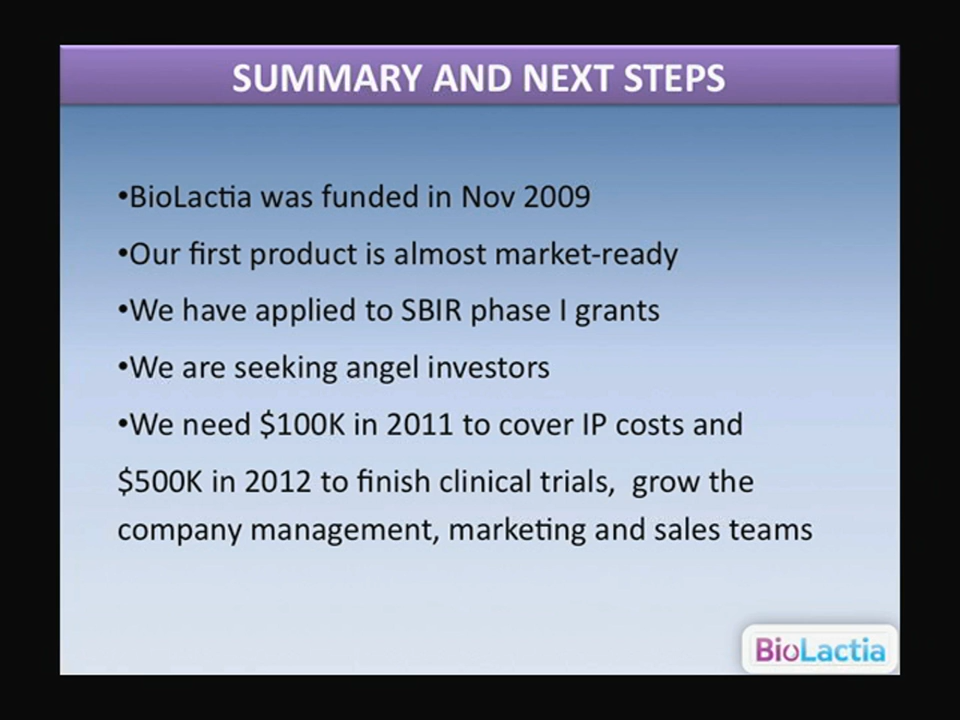 SUMMARY AND NEXT STEPS
•BioLactia was funded in Nov 2009
•Our first product is almost market-ready
•We have applied to SBIR phase I grants
•We are seeking angel investors
•We need $100K in 2011 to cover IP costs and
$500K in 2012 to finish clinical trials,  grow the
company management, marketing and sales teams
BioLactia